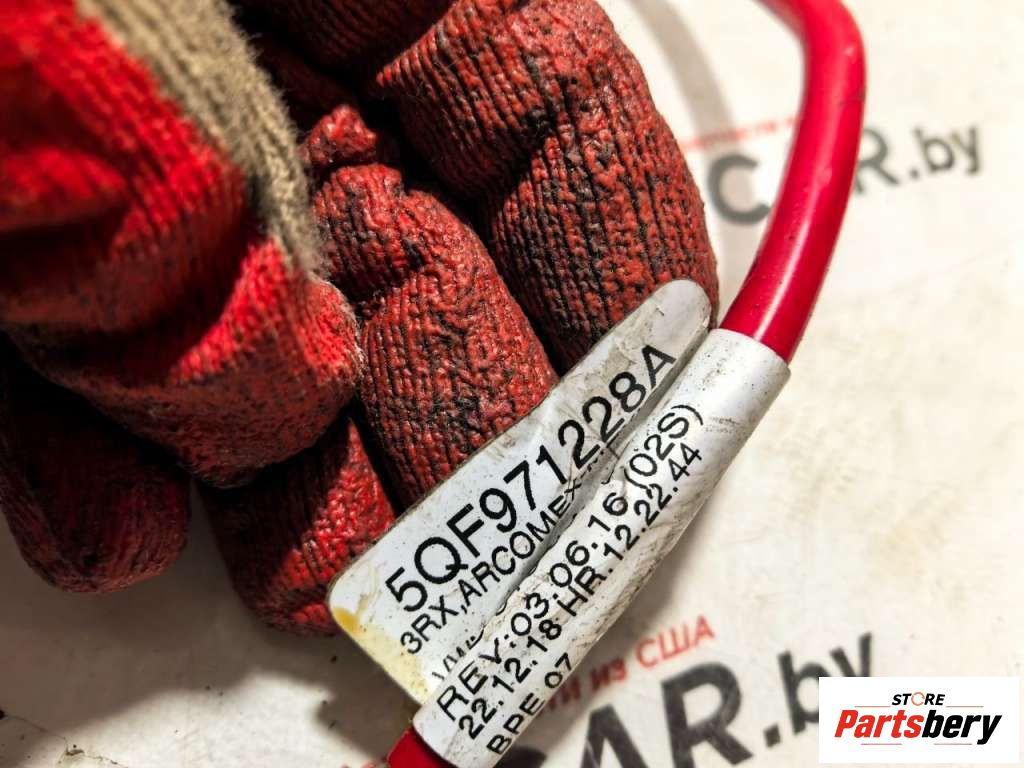 5QF971228A
3RX,ARCOMEX
REV:03.06.16 (02S)
22.12.18 HR.12.22.44
BPE 07
AR.by
из США
AR.by
STORE
Partsbery